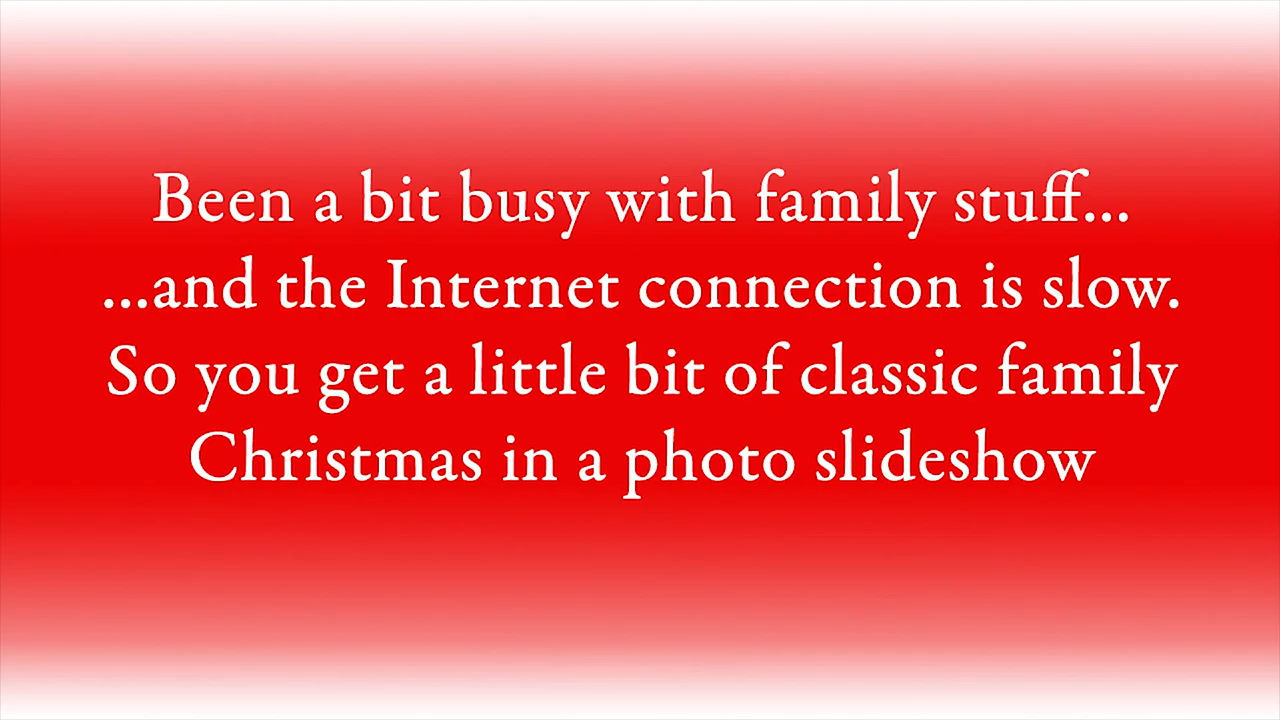 Been a bit busy with family stuff...
...and the Internet connection is slow.
So you get a little bit of classic family
Christmas in a photo slideshow